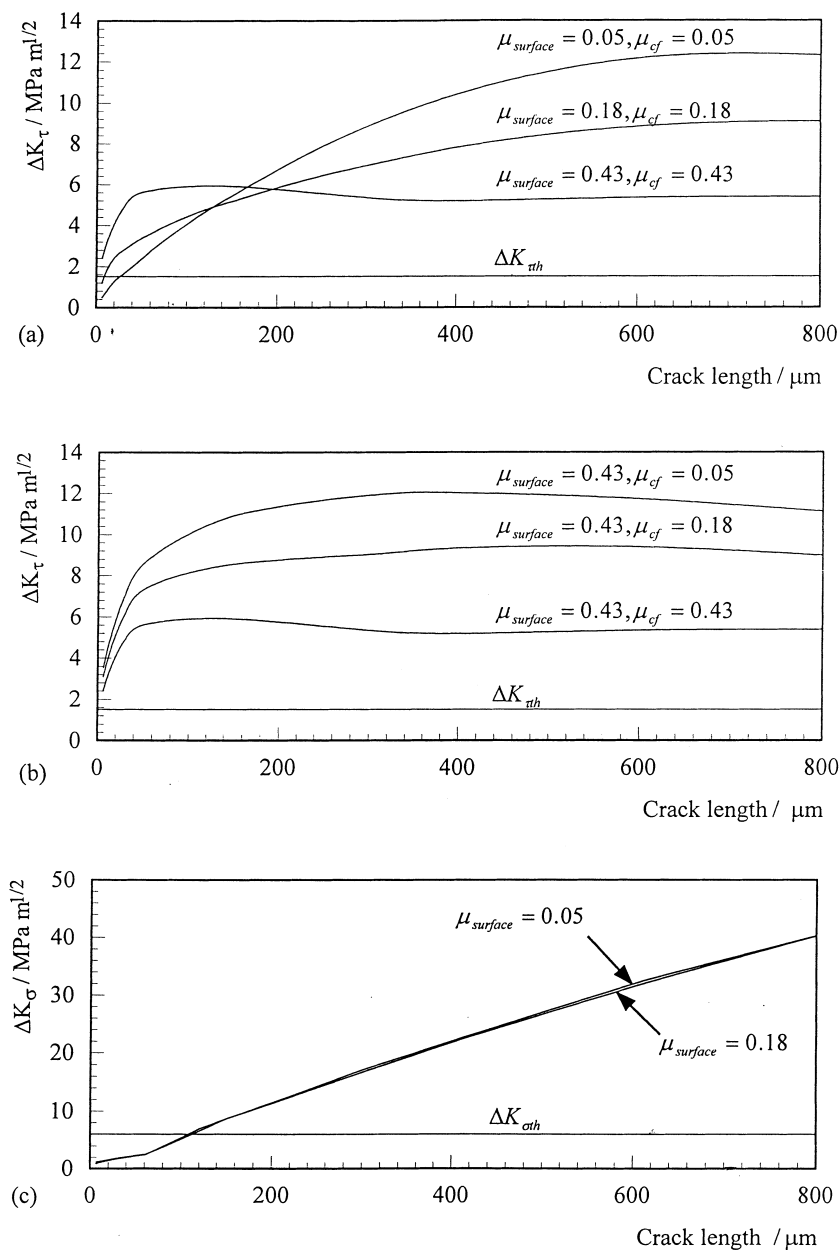 14
12
10
8
6
4
2
0
ΔK_τ / MPa m^1/2
μ_surface = 0.05, μ_cf = 0.05
μ_surface = 0.18, μ_cf = 0.18
μ_surface = 0.43, μ_cf = 0.43
ΔK_τth
(a)
0 200 400 600 800
Crack length / μm
14
12
10
8
6
4
2
0
ΔK_τ / MPa m^1/2
μ_surface = 0.43, μ_cf = 0.05
μ_surface = 0.43, μ_cf = 0.18
μ_surface = 0.43, μ_cf = 0.43
ΔK_τth
(b)
0 200 400 600 800
Crack length / μm
50
40
30
20
10
0
ΔK_σ / MPa m^1/2
μ_surface = 0.05
μ_surface = 0.18
ΔK_σth
(c)
0 200 400 600 800
Crack length / μm